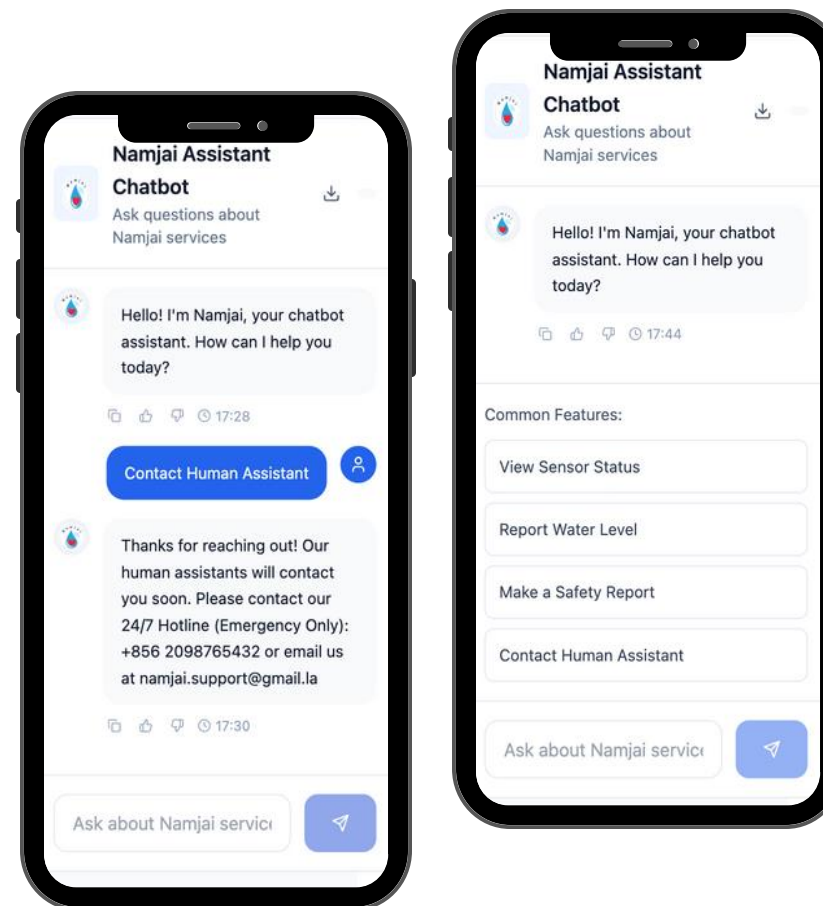 Namjai Assistant
Chatbot
Ask questions about
Namjai services
Hello! I'm Namjai, your chatbot
assistant. How can I help you
today?
17:28
Contact Human Assistant
Thanks for reaching out! Our
human assistants will contact
you soon. Please contact our
24/7 Hotline (Emergency Only):
+856 2098765432 or email us
at namjai.support@gmail.la
17:30
Ask about Namjai servic
Namjai Assistant
Chatbot
Ask questions about
Namjai services
Hello! I'm Namjai, your chatbot
assistant. How can I help you
today?
17:44
Common Features:
View Sensor Status
Report Water Level
Make a Safety Report
Contact Human Assistant
Ask about Namjai servic